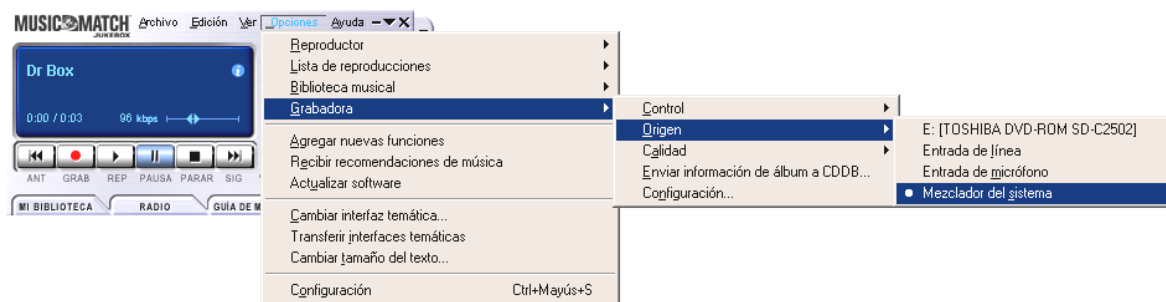 MUSICMATCH JUKEBOX
Archivo Edición Ver Opciones Ayuda
Dr Box
0:00 / 0:03 96 kbps
ANT GRAB REP PAUSA PARAR SIG
MI BIBLIOTECA RADIO GUÍA DE M
Reproductor
Lista de reproducciones
Biblioteca musical
Grabadora
Agregar nuevas funciones
Recibir recomendaciones de música
Actualizar software
Cambiar interfaz temática...
Transferir interfaces temáticas
Cambiar tamaño del texto...
Configuración Ctrl+Mayús+S
Control
Origen
Calidad
Enviar información de álbum a CDDB...
Configuración...
E: [TOSHIBA DVD-ROM SD-C2502]
Entrada de línea
Entrada de micrófono
Mezclador del sistema